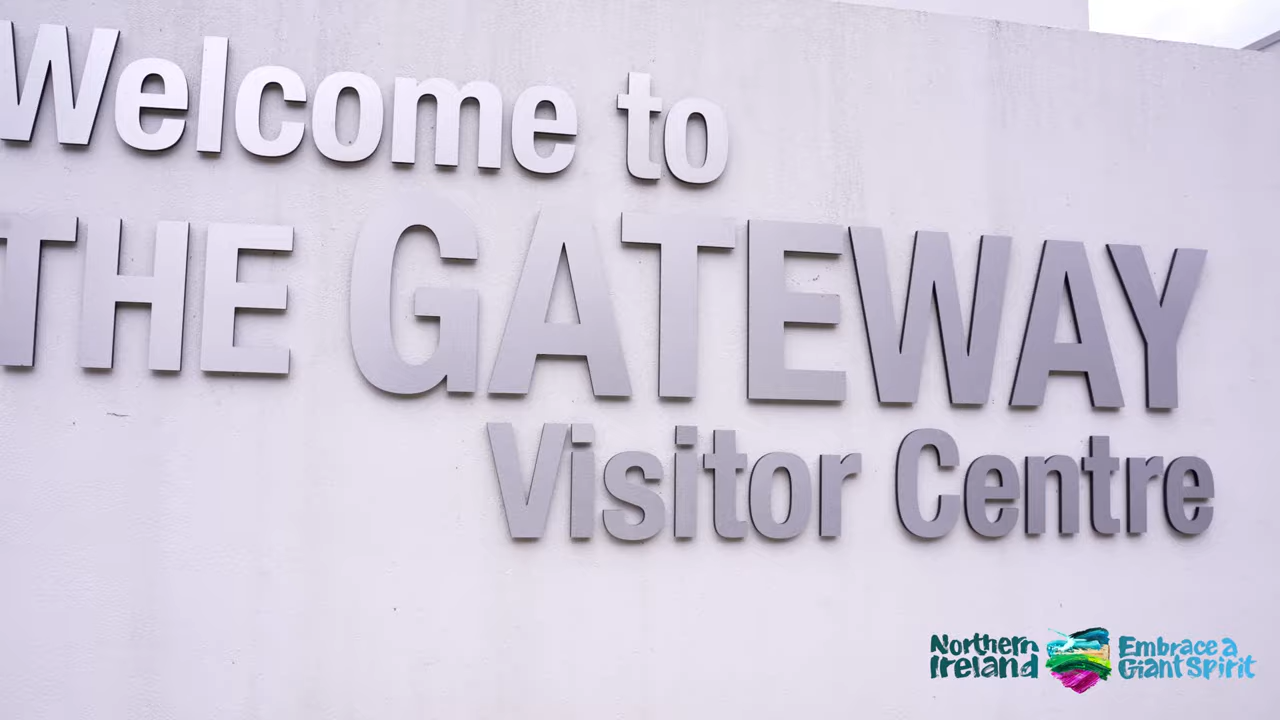 Welcome to
THE GATEWAY
Visitor Centre
Northern
Ireland
Embrace a
Giant Spirit